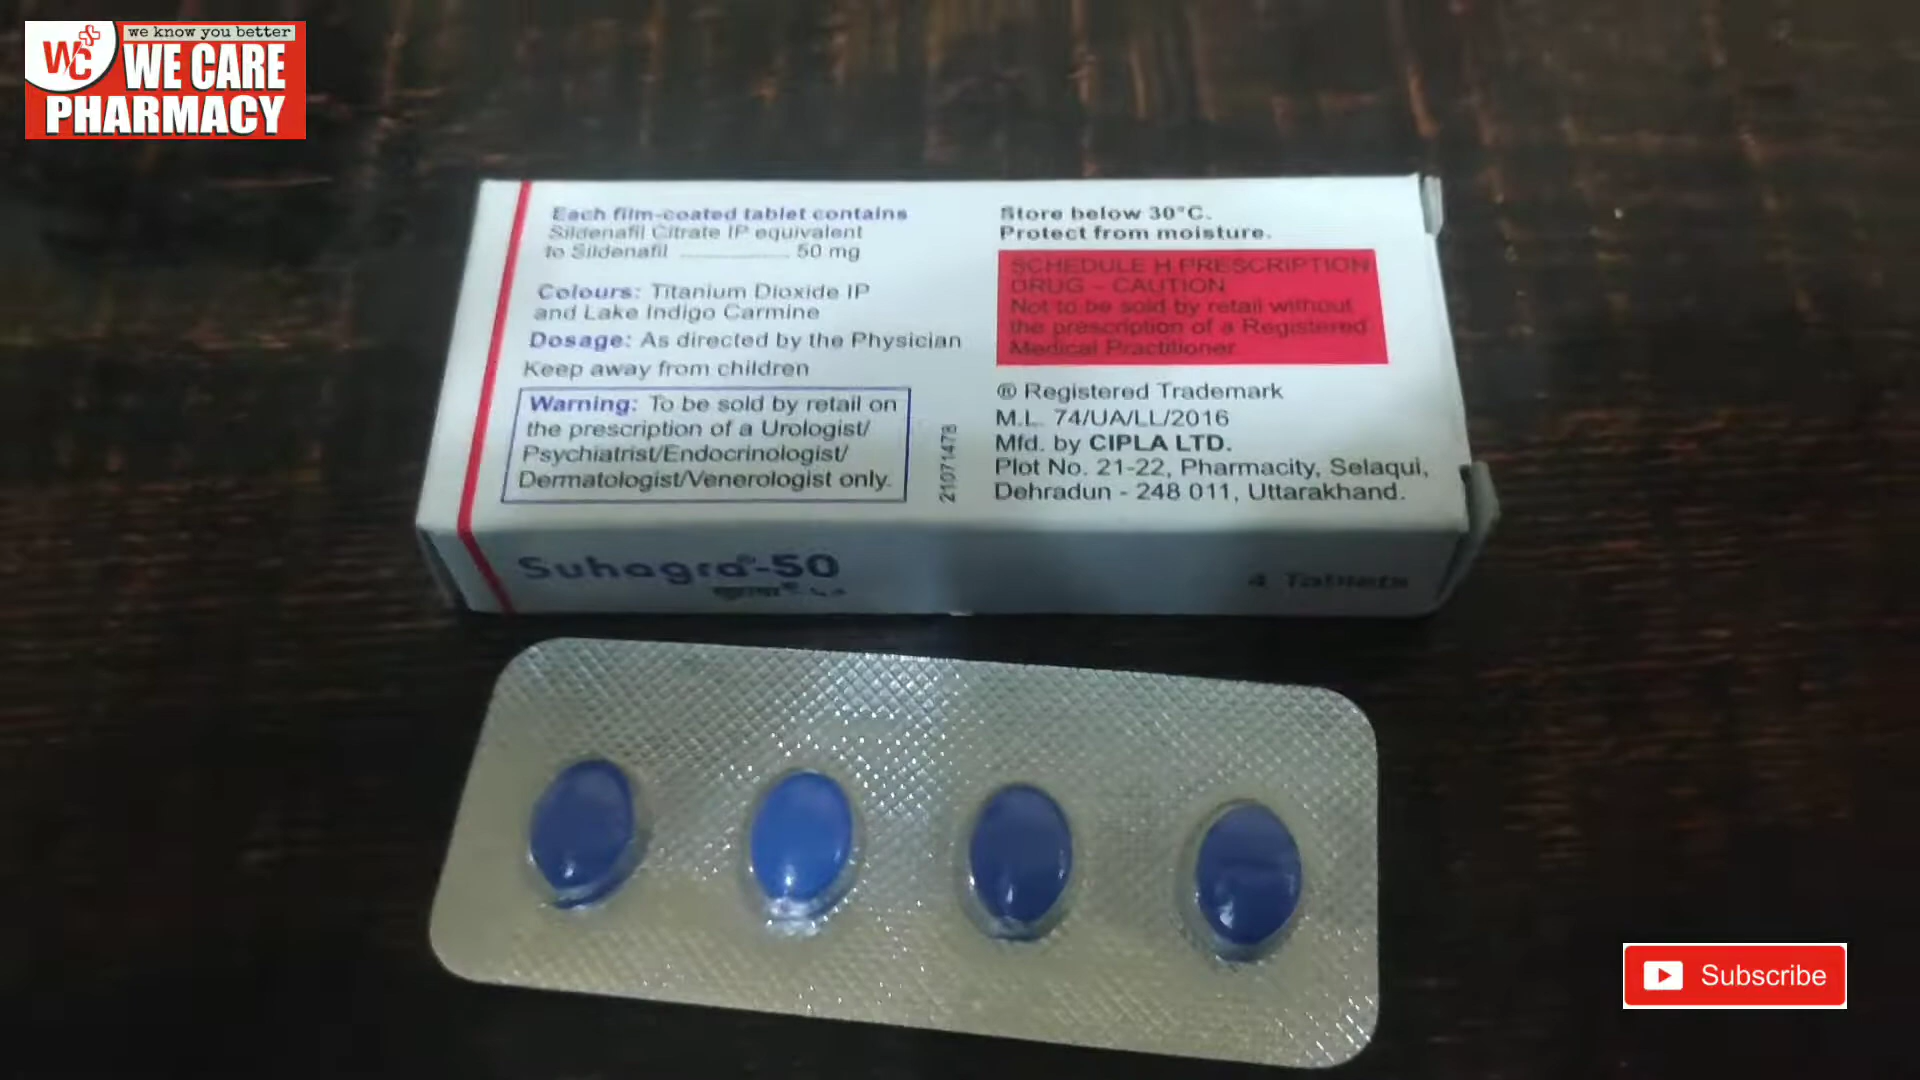 we know you better
WC WE CARE
PHARMACY
Each film-coated tablet contains
Sildenafil Citrate IP equivalent
to Sildenafil .................... 50 mg
Colours: Titanium Dioxide IP
and Lake Indigo Carmine
Dosage: As directed by the Physician
Keep away from children
Warning: To be sold by retail on
the prescription of a Urologist/
Psychiatrist/Endocrinologist/
Dermatologist/Venerologist only.
21071478
Store below 30°C.
Protect from moisture.
SCHEDULE H PRESCRIPTION
DRUG - CAUTION
Not to be sold by retail without
the prescription of a Registered
Medical Practitioner
® Registered Trademark
M.L. 74/UA/LL/2016
Mfd. by CIPLA LTD.
Plot No. 21-22, Pharmacity, Selaqui,
Dehradun - 248 011, Uttarakhand.
Suhagra®-50
4 Tablets
Subscribe